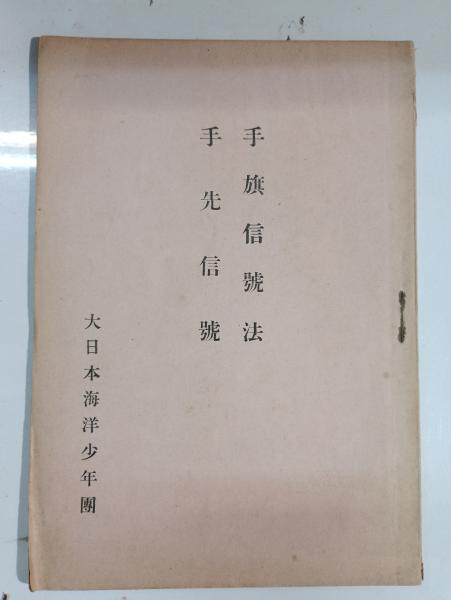 手旗信號法
手先信號
大日本海洋少年團